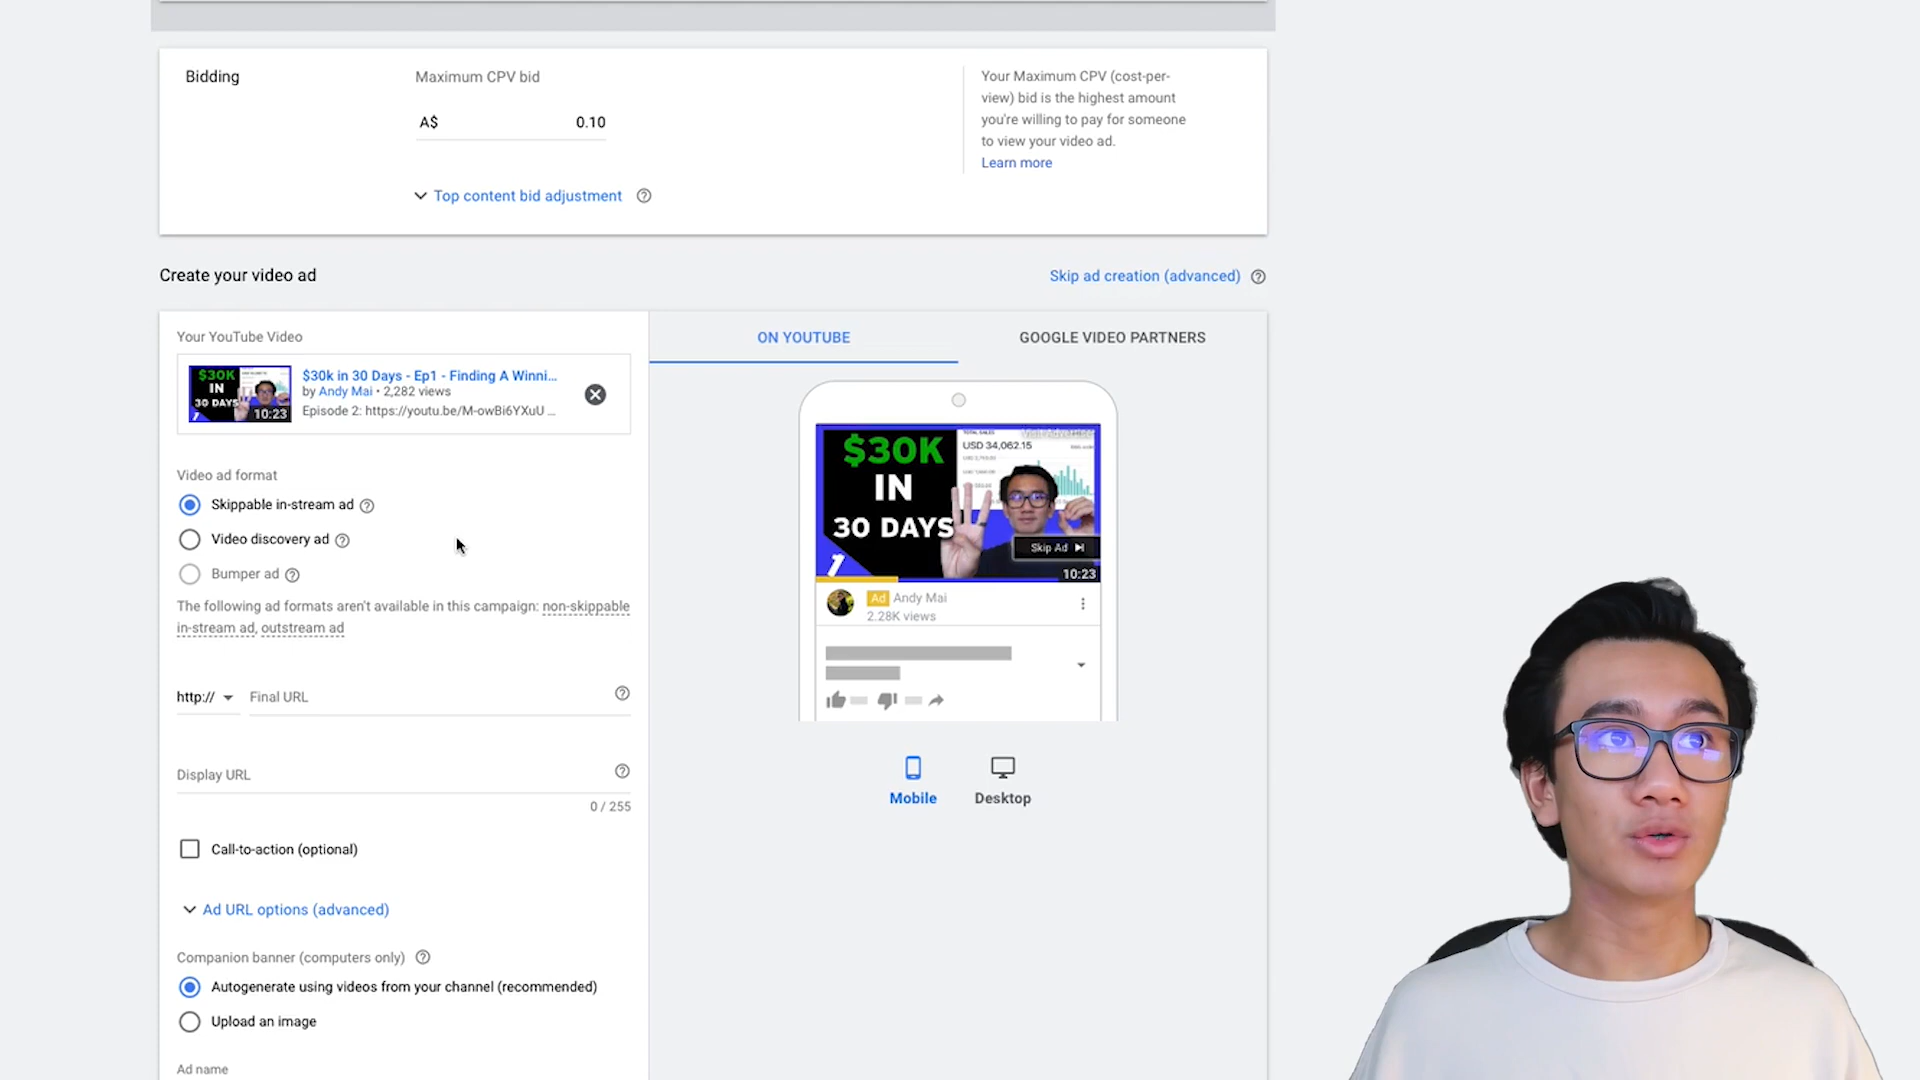 Bidding
Maximum CPV bid
A$ 0.10
Top content bid adjustment
Your Maximum CPV (cost-per-
view) bid is the highest amount
you're willing to pay for someone
to view your video ad.
Learn more
Create your video ad
Skip ad creation (advanced)
Your YouTube Video
$30K
IN
30 DAYS
1
10:23
$30k in 30 Days - Ep1 - Finding A Winni...
by Andy Mai • 2,282 views
Episode 2: https://youtu.be/M-owBi6YXuU ...
Video ad format
Skippable in-stream ad
Video discovery ad
Bumper ad
The following ad formats aren't available in this campaign: non-skippable
in-stream ad, outstream ad
http:// Final URL
Display URL
0 / 255
Call-to-action (optional)
Ad URL options (advanced)
Companion banner (computers only)
Autogenerate using videos from your channel (recommended)
Upload an image
Ad name
ON YOUTUBE
GOOGLE VIDEO PARTNERS
$30K
IN
30 DAYS
1
USD 34,062.15
Skip Ad
10:23
Ad Andy Mai
2.28K views
Mobile
Desktop